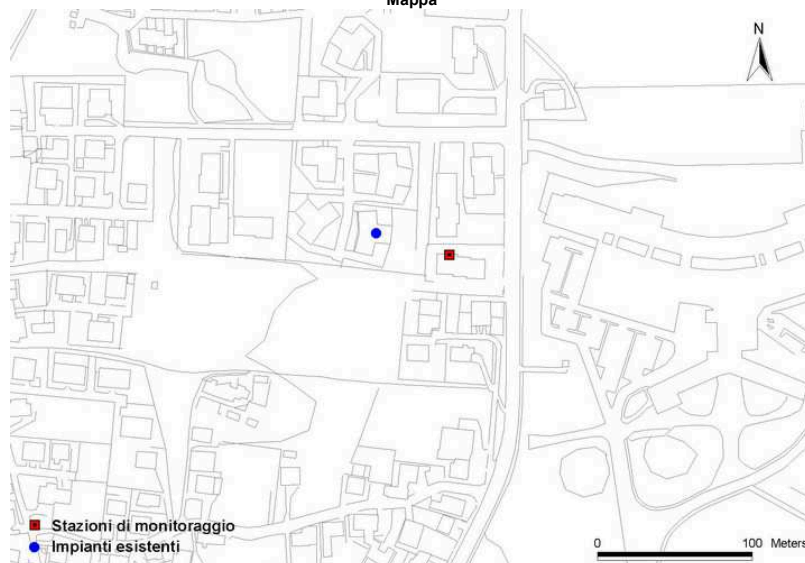 Mappa
N
Stazioni di monitoraggio
Impianti esistenti
0 100 Meters